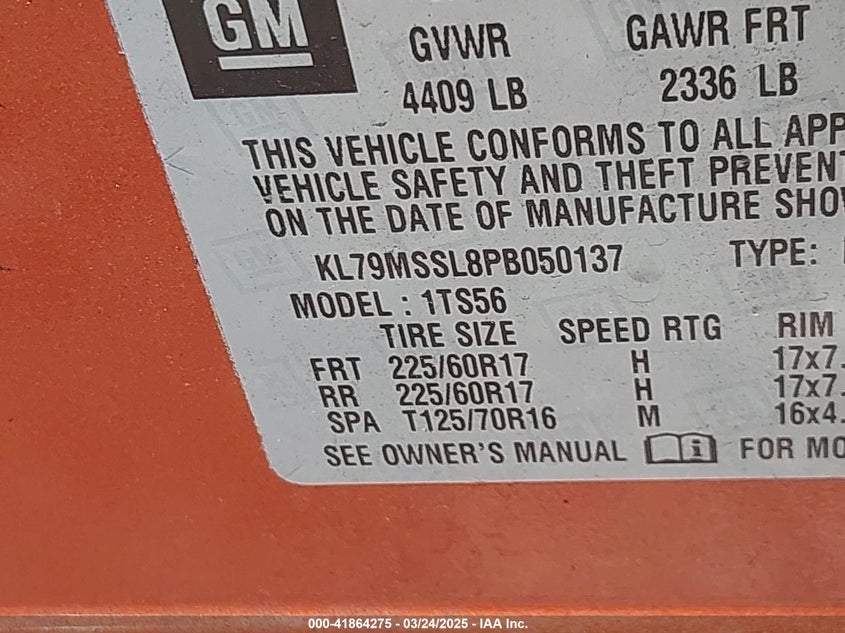 GM
GVWR GAWR FRT
4409 LB 2336 LB
THIS VEHICLE CONFORMS TO ALL APP
VEHICLE SAFETY AND THEFT PREVENT
ON THE DATE OF MANUFACTURE SHO
KL79MSSL8PB050137 TYPE:
MODEL : 1TS56
TIRE SIZE SPEED RTG RIM
FRT 225/60R17 H 17x7.
RR 225/60R17 H 17x7.
SPA T125/70R16 M 16x4.
SEE OWNER'S MANUAL i FOR MO
000-41864275 - 03/24/2025 - IAA Inc.